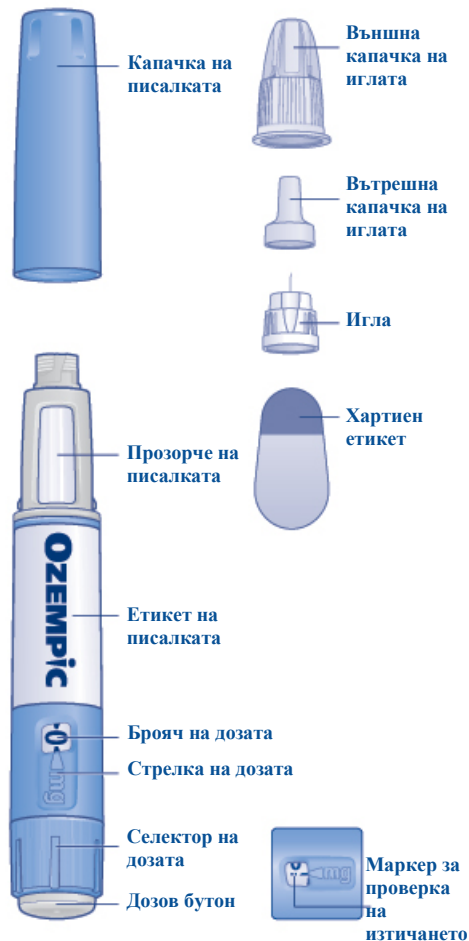 Капачка на
писалката
Външна
капачка на
иглата
Вътрешна
капачка на
иглата
Игла
Хартиен
етикет
Прозорче на
писалката
OZEMPIC
Етикет на
писалката
0
Брояч на дозата
mg
Стрелка на дозата
Селектор на
дозата
Дозов бутон
mg
Маркер за
проверка
на
изтичането